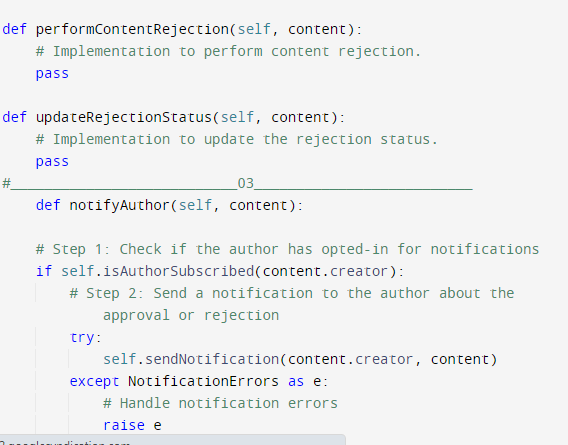 def performContentRejection(self, content):
# Implementation to perform content rejection.
pass
def updateRejectionStatus(self, content):
# Implementation to update the rejection status.
pass
#___________________________03__________________________
def notifyAuthor(self, content):
# Step 1: Check if the author has opted-in for notifications
if self.isAuthorSubscribed(content.creator):
# Step 2: Send a notification to the author about the
approval or rejection
try:
self.sendNotification(content.creator, content)
except NotificationErrors as e:
# Handle notification errors
raise e